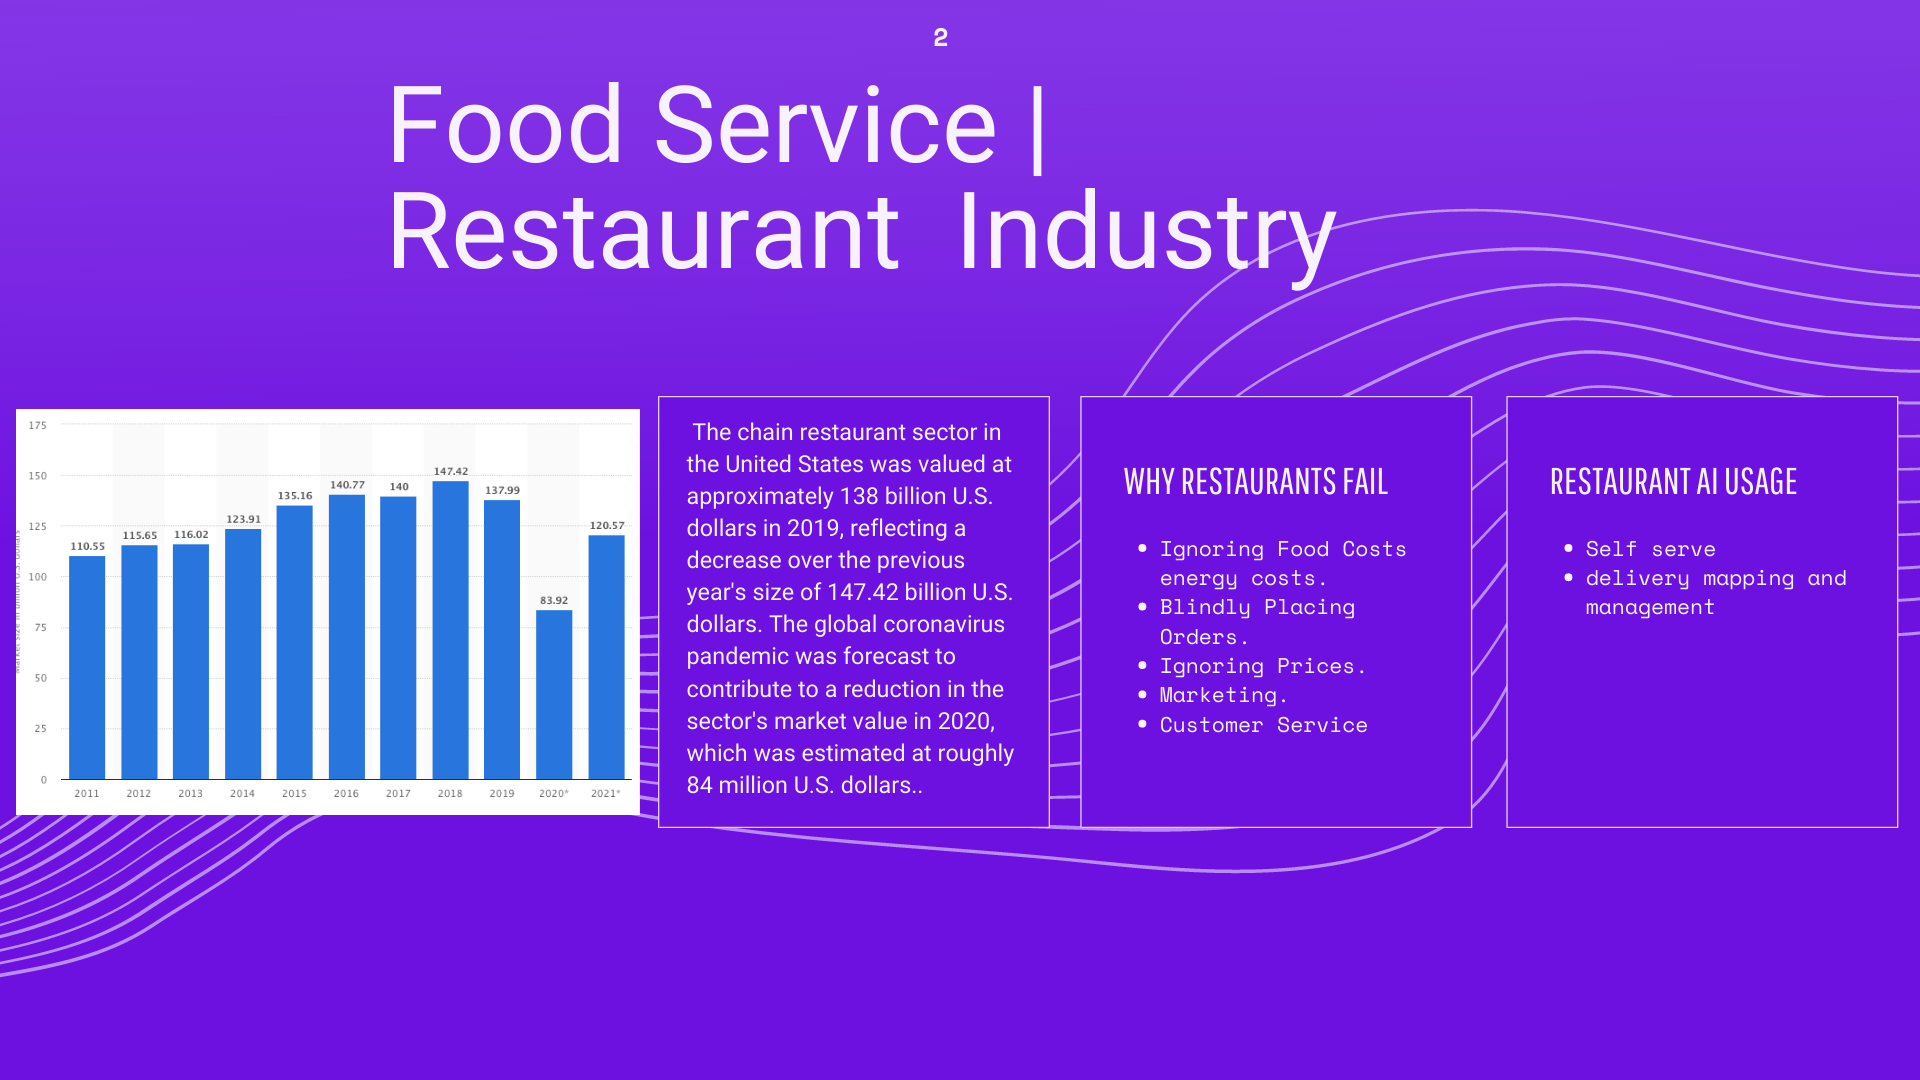 2
Food Service |
Restaurant  Industry
175
150
125
100
75
50
25
0
Market size in billion U.S. dollars
110.55
115.65
116.02
123.91
135.16
140.77
140
147.42
137.99
83.92
120.57
2011
2012
2013
2014
2015
2016
2017
2018
2019
2020*
2021*
The chain restaurant sector in
the United States was valued at
approximately 138 billion U.S.
dollars in 2019, reflecting a
decrease over the previous
year's size of 147.42 billion U.S.
dollars. The global coronavirus
pandemic was forecast to
contribute to a reduction in the
sector's market value in 2020,
which was estimated at roughly
84 million U.S. dollars..
WHY RESTAURANTS FAIL
• Ignoring Food Costs
energy costs.
• Blindly Placing
Orders.
• Ignoring Prices.
• Marketing.
• Customer Service
RESTAURANT AI USAGE
• Self serve
• delivery mapping and
management